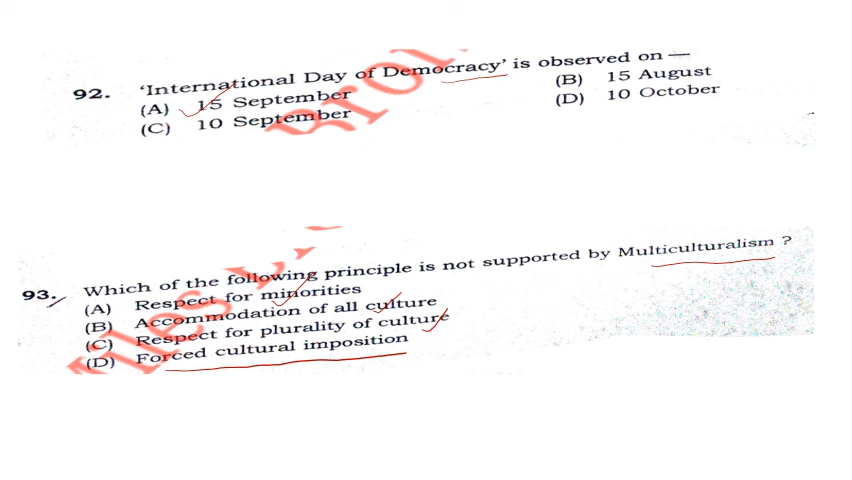 92. 'International Day of Democracy' is observed on —
(A) 15 September (B) 15 August
(C) 10 September (D) 10 October
93. Which of the following principle is not supported by Multiculturalism ?
(A) Respect for minorities
(B) Accommodation of all culture
(C) Respect for plurality of culture
(D) Forced cultural imposition